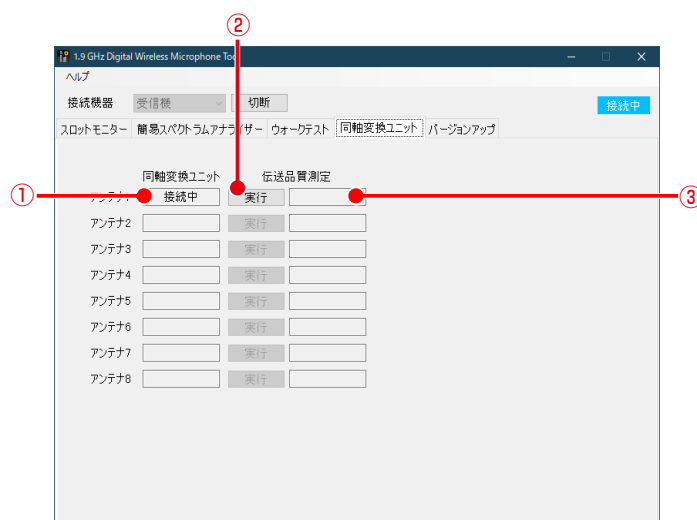 ②
1.9 GHz Digital Wireless Microphone
ヘルプ
接続機器 受信機 切断 接続中
スロットモニター 簡易スペクトラムアナライザー ウォークテスト 同軸変換ユニット バージョンアップ
同軸変換ユニット 伝送品質測定
① アンテナ1 接続中 実行 ③
アンテナ2 実行
アンテナ3 実行
アンテナ4 実行
アンテナ5 実行
アンテナ6 実行
アンテナ7 実行
アンテナ8 実行